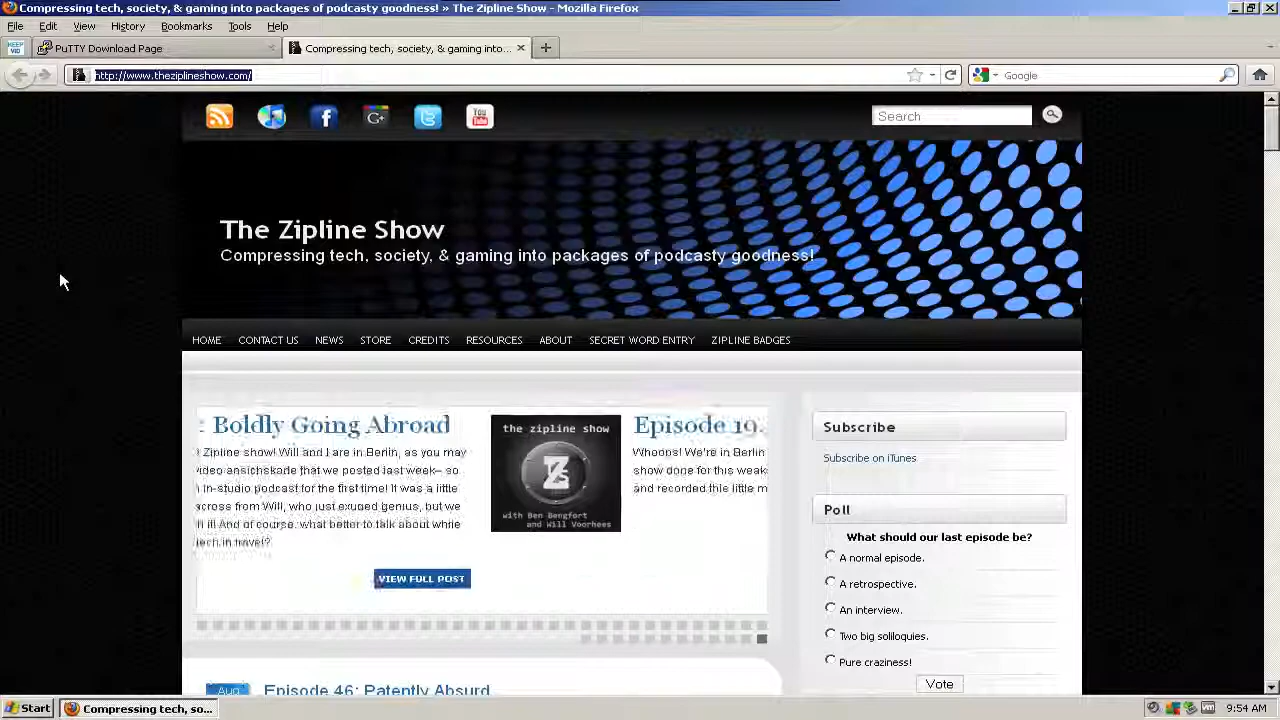 Compressing tech, society, & gaming into packages of podcasty goodness! » The Zipline Show - Mozilla Firefox
File Edit View History Bookmarks Tools Help
KEEP VID
PuTTY Download Page
Compressing tech, society, & gaming into...
http://www.theziplineshow.com/
Google
Search
The Zipline Show
Compressing tech, society, & gaming into packages of podcasty goodness!
HOME CONTACT US NEWS STORE CREDITS RESOURCES ABOUT SECRET WORD ENTRY ZIPLINE BADGES
: Boldly Going Abroad
Zipline show! Will and I are in Berlin, as you may
video ansichskade that we posted last week– so
in-studio podcast for the first time! It was a little
across from Will, who just exuded genius, but we
it! And of course, what better to talk about while
tech in travel?
VIEW FULL POST
the zipline show
with Ben Bengfort
and Will Voorhees
Episode 19.
Whoops! We're in Berlin
show done for this weak
and recorded this little m
Subscribe
Subscribe on iTunes
Poll
What should our last episode be?
A normal episode.
A retrospective.
An interview.
Two big soliloquies.
Pure craziness!
Vote
Aug
Episode 46: Patently Absurd
Start
Compressing tech, so...
9:54 AM